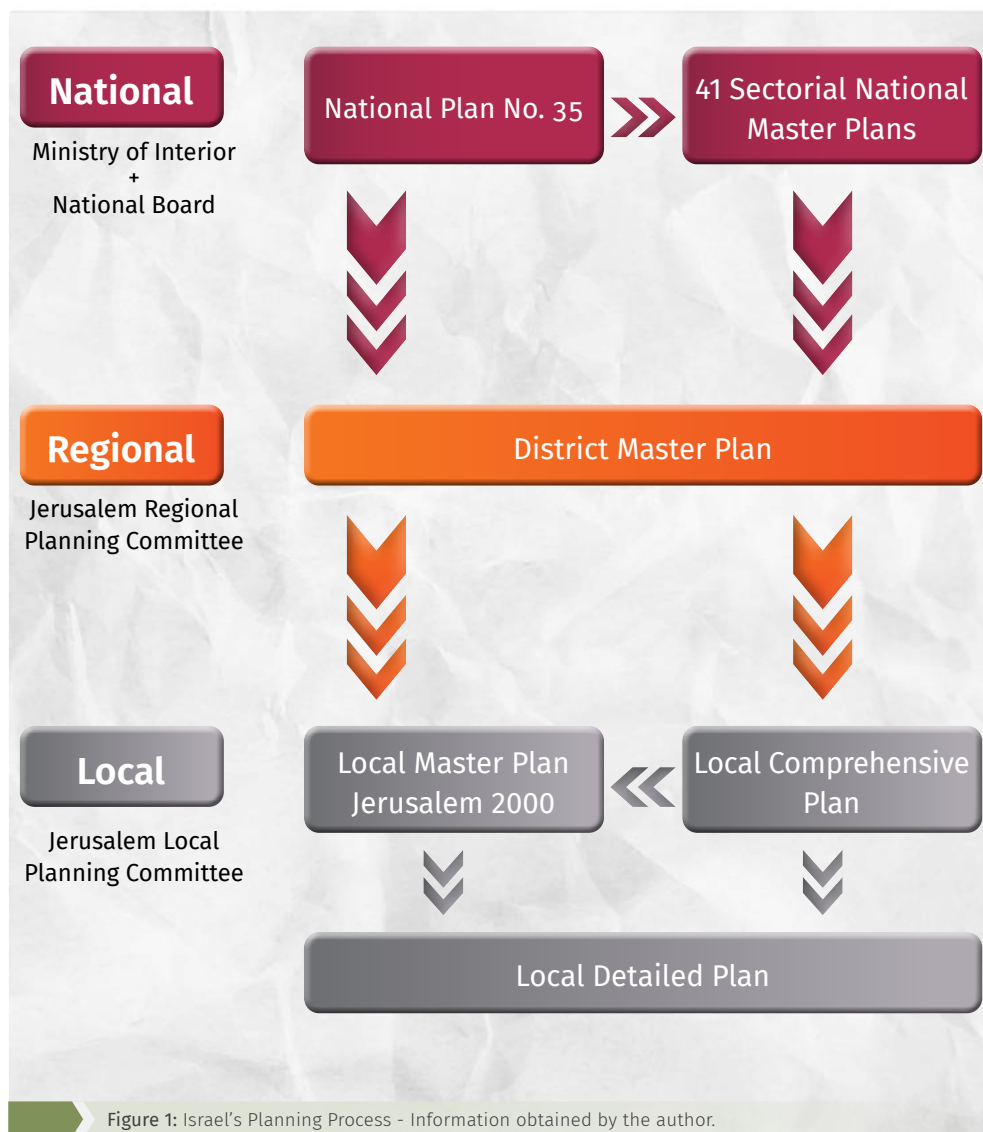 National
Ministry of Interior
+
National Board
National Plan No. 35
41 Sectorial National
Master Plans
Regional
Jerusalem Regional
Planning Committee
District Master Plan
Local
Jerusalem Local
Planning Committee
Local Master Plan
Jerusalem 2000
Local Comprehensive
Plan
Local Detailed Plan
Figure 1: Israel's Planning Process - Information obtained by the author.